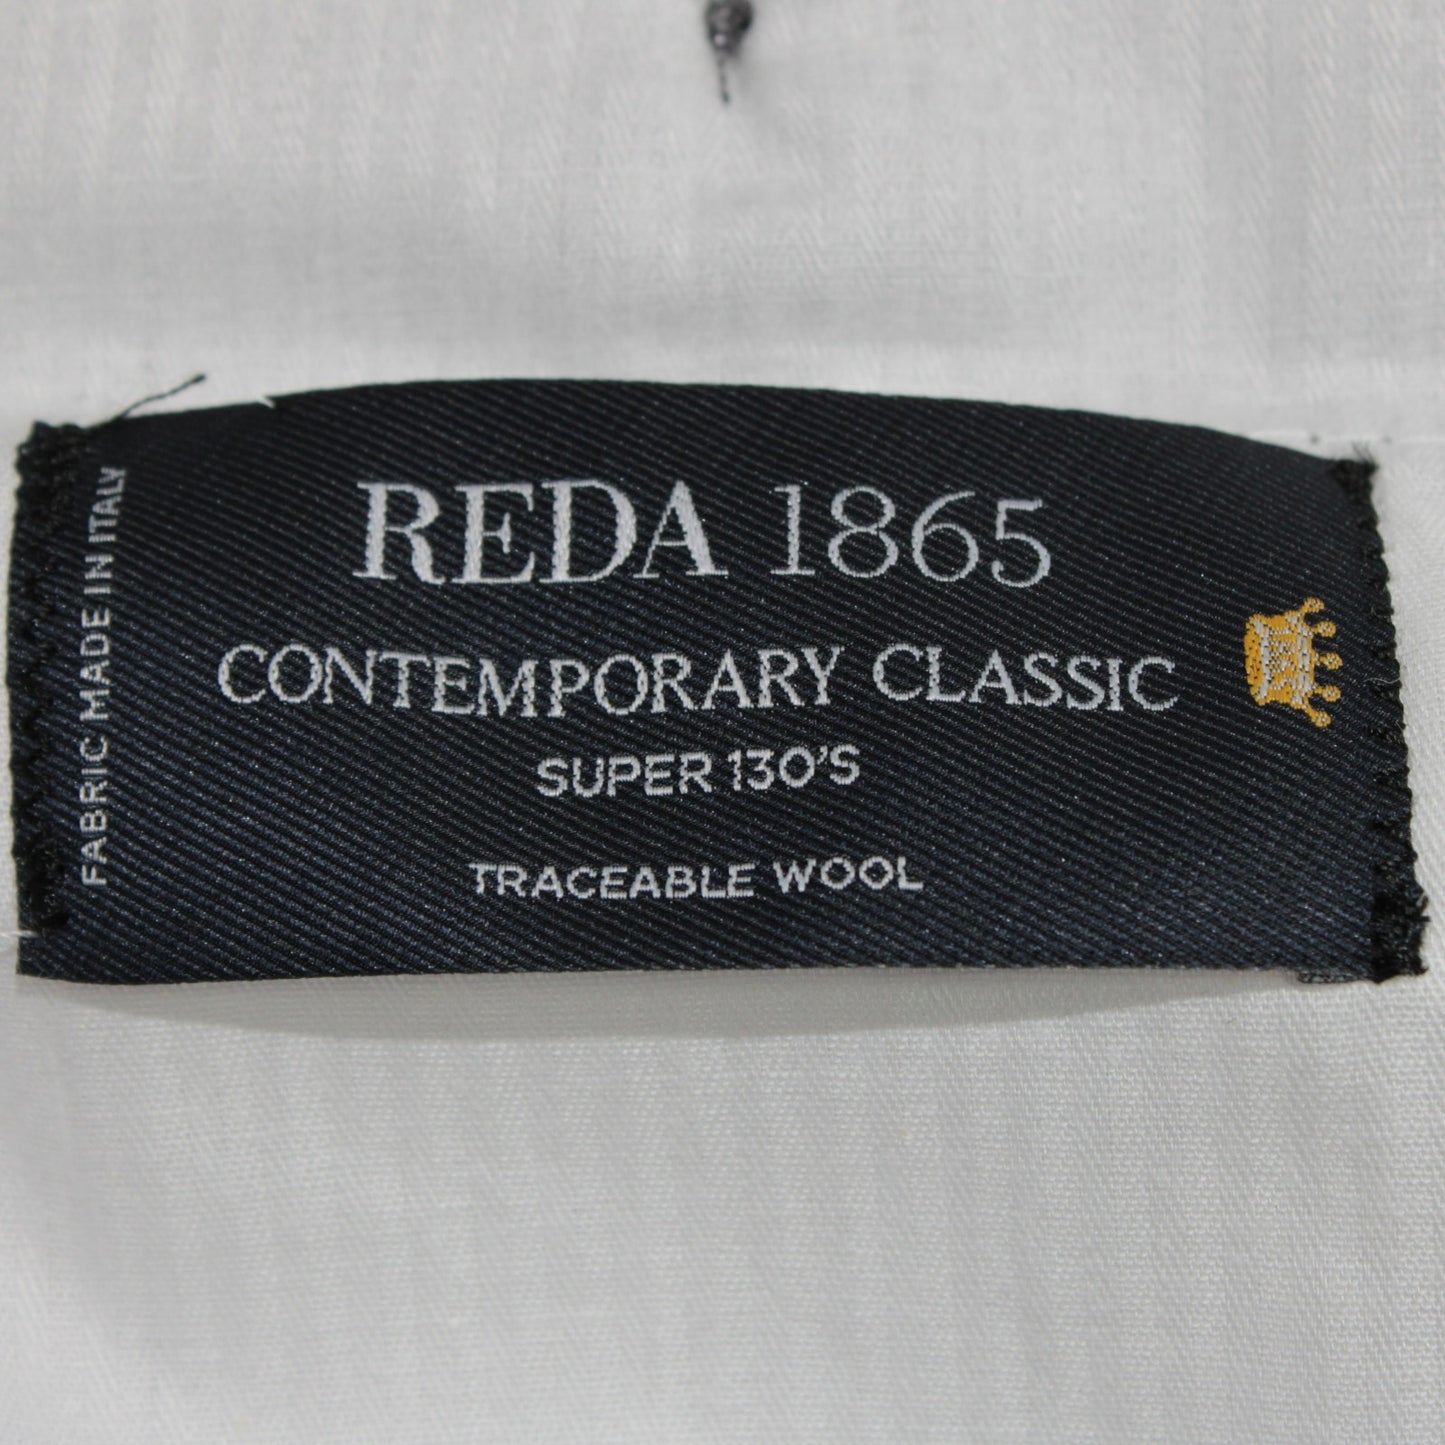 REDA 1865
CONTEMPORARY CLASSIC
SUPER 130'S
TRACEABLE WOOL
FABRIC MADE IN ITALY